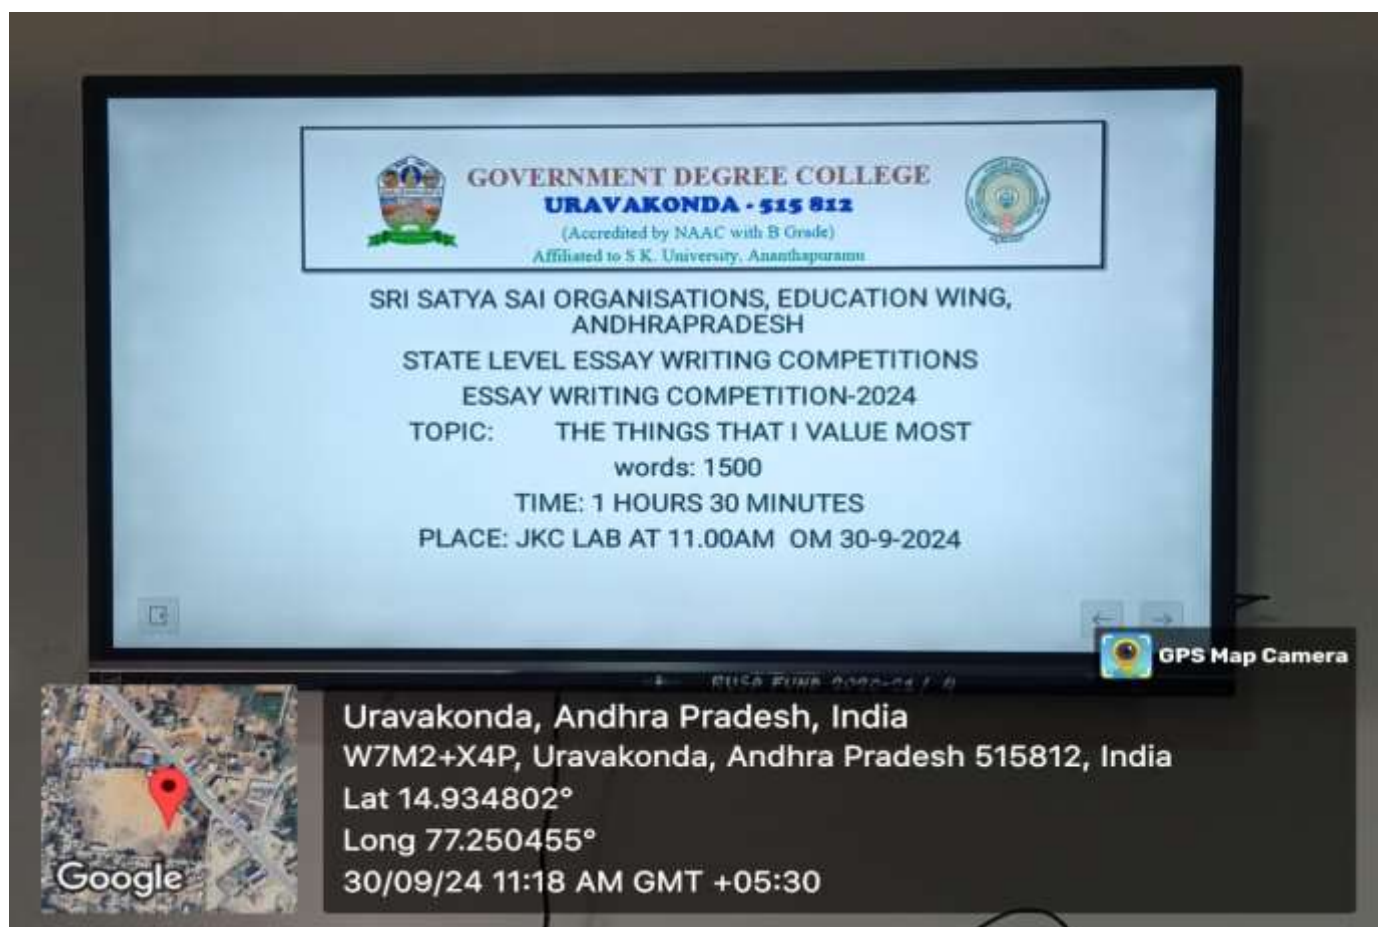 GOVERNMENT DEGREE COLLEGE
URAVAKONDA - 515 812
(Accredited by NAAC with B Grade)
Affiliated to S K. University, Ananthapuramu
SRI SATYA SAI ORGANISATIONS, EDUCATION WING,
ANDHRAPRADESH
STATE LEVEL ESSAY WRITING COMPETITIONS
ESSAY WRITING COMPETITION-2024
TOPIC: THE THINGS THAT I VALUE MOST
words: 1500
TIME: 1 HOURS 30 MINUTES
PLACE: JKC LAB AT 11.00AM OM 30-9-2024
RUSA FUND
GPS Map Camera
Uravakonda, Andhra Pradesh, India
W7M2+X4P, Uravakonda, Andhra Pradesh 515812, India
Lat 14.934802°
Long 77.250455°
30/09/24 11:18 AM GMT +05:30
Google